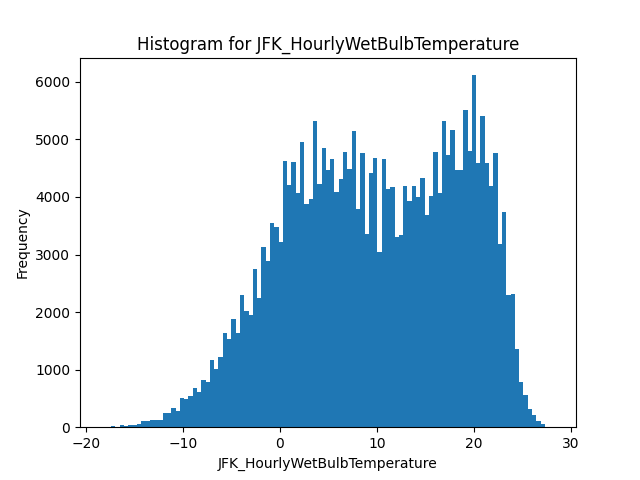 Histogram for JFK_HourlyWetBulbTemperature
6000
5000
4000
3000
2000
1000
0
Frequency
−20 −10 0 10 20 30
JFK_HourlyWetBulbTemperature